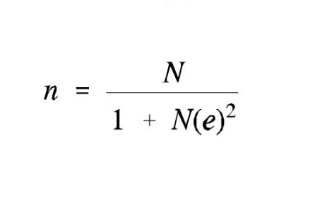 n = N / 1 + N(e)²